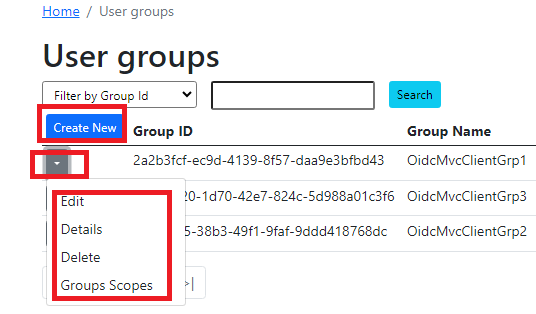 Home / User groups
User groups
Filter by Group Id Search
Create New Group ID Group Name
2a2b3fcf-ec9d-4139-8f57-daa9e3bfbd43 OidcMvcClientGrp1
Edit 20-1d70-42e7-824c-5d988a01c3f6 OidcMvcClientGrp3
Details
Delete 5-38b3-49f1-9faf-9ddd418768dc OidcMvcClientGrp2
Groups Scopes >|